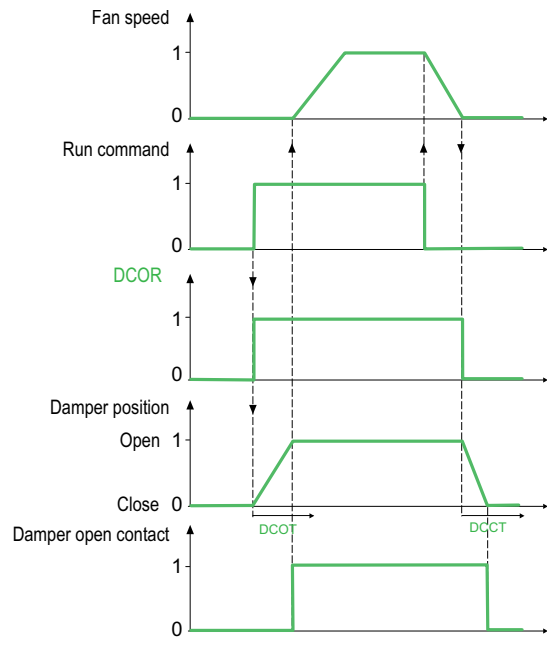 Fan speed
1
0
Run command
1
0
DCOR
1
0
Damper position
Open 1
Close 0
DCOT DCCT
Damper open contact
1
0